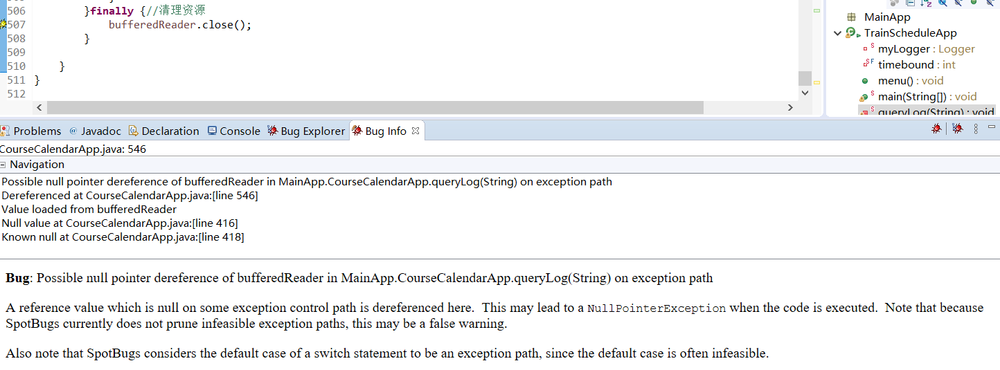 506 }finally {//清理资源
507 bufferedReader.close();
508 }
509
510 }
511 }
512
MainApp
TrainScheduleApp
myLogger : Logger
timebound : int
menu() : void
main(String[]) : void
queryLog(String) : void
Problems @ Javadoc Declaration Console Bug Explorer Bug Info
CourseCalendarApp.java: 546
Navigation
Possible null pointer dereference of bufferedReader in MainApp.CourseCalendarApp.queryLog(String) on exception path
Dereferenced at CourseCalendarApp.java:[line 546]
Value loaded from bufferedReader
Null value at CourseCalendarApp.java:[line 416]
Known null at CourseCalendarApp.java:[line 418]
Bug: Possible null pointer dereference of bufferedReader in MainApp.CourseCalendarApp.queryLog(String) on exception path
A reference value which is null on some exception control path is dereferenced here. This may lead to a NullPointerException when the code is executed. Note that because
SpotBugs currently does not prune infeasible exception paths, this may be a false warning.
Also note that SpotBugs considers the default case of a switch statement to be an exception path, since the default case is often infeasible.